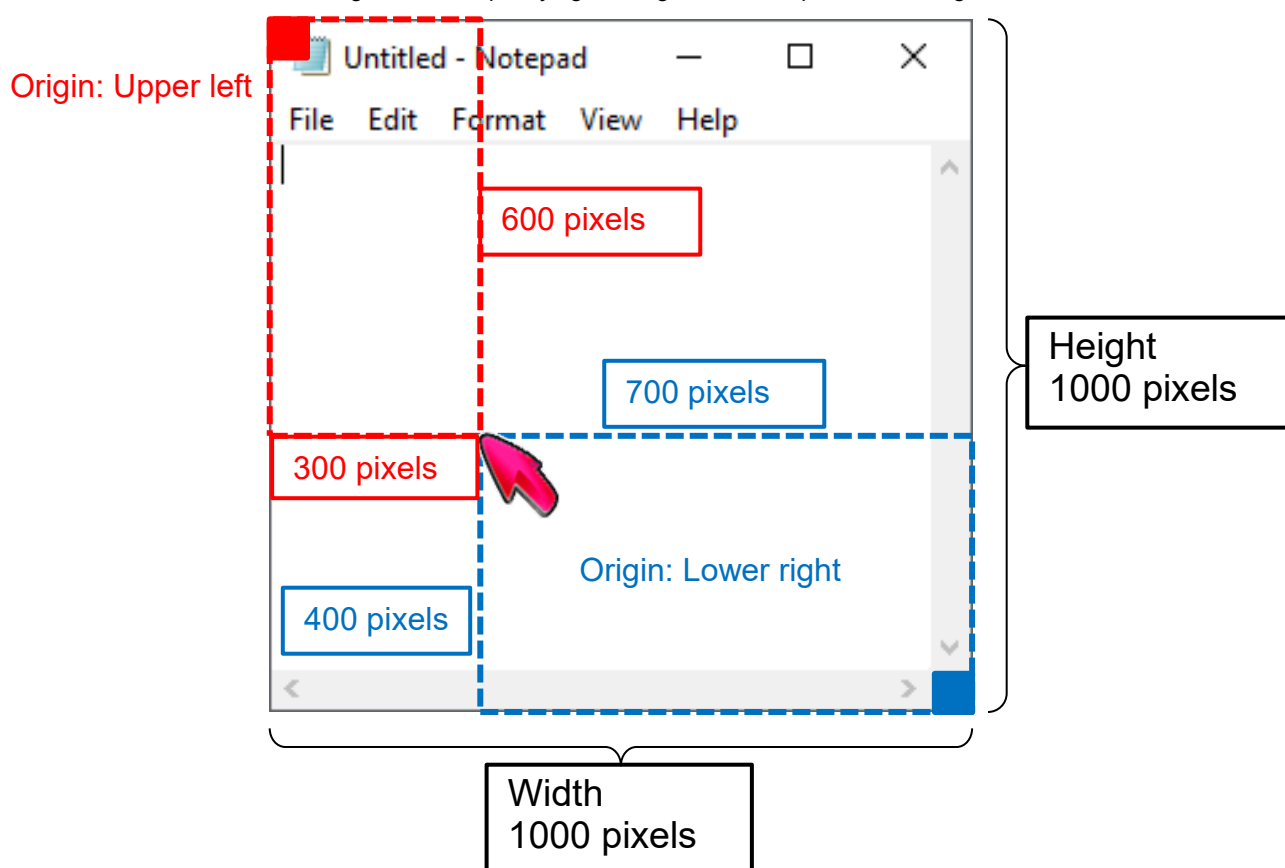 Untitled - Notepad
Origin: Upper left
File Edit Format View Help
600 pixels
Height
1000 pixels
700 pixels
300 pixels
Origin: Lower right
400 pixels
Width
1000 pixels